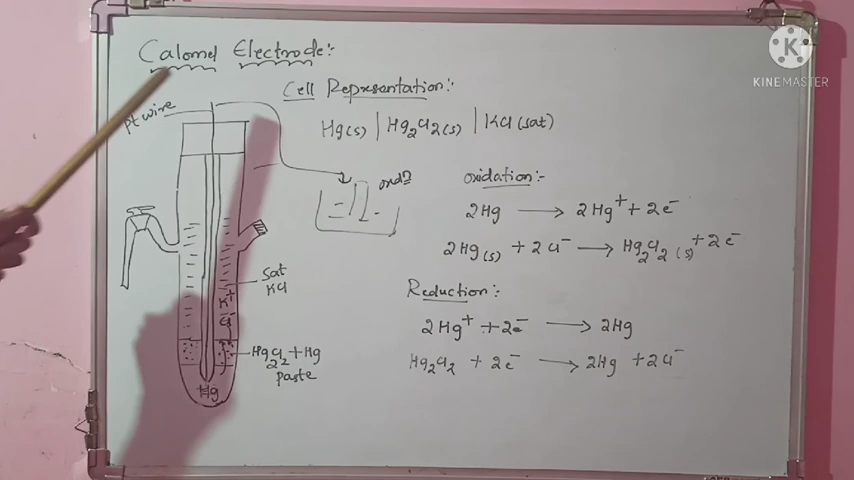 Calomel Electrode:-
Cell Representation:-
pt wire
Hg(s) | Hg2Cl2(s) | KCl (sat)
oxidation:-
2Hg ⟶ 2Hg⁺ + 2e⁻
2Hg(s) + 2Cl⁻ ⟶ Hg2Cl2(s) + 2e⁻
Reduction:-
2Hg⁺ + 2e⁻ ⟶ 2Hg
Hg2Cl2 + 2e⁻ ⟶ 2Hg + 2Cl⁻
Sat
KCl
K⁺
Cl⁻
Hg2Cl2 + Hg
paste
Hg
K
KINEMASTER